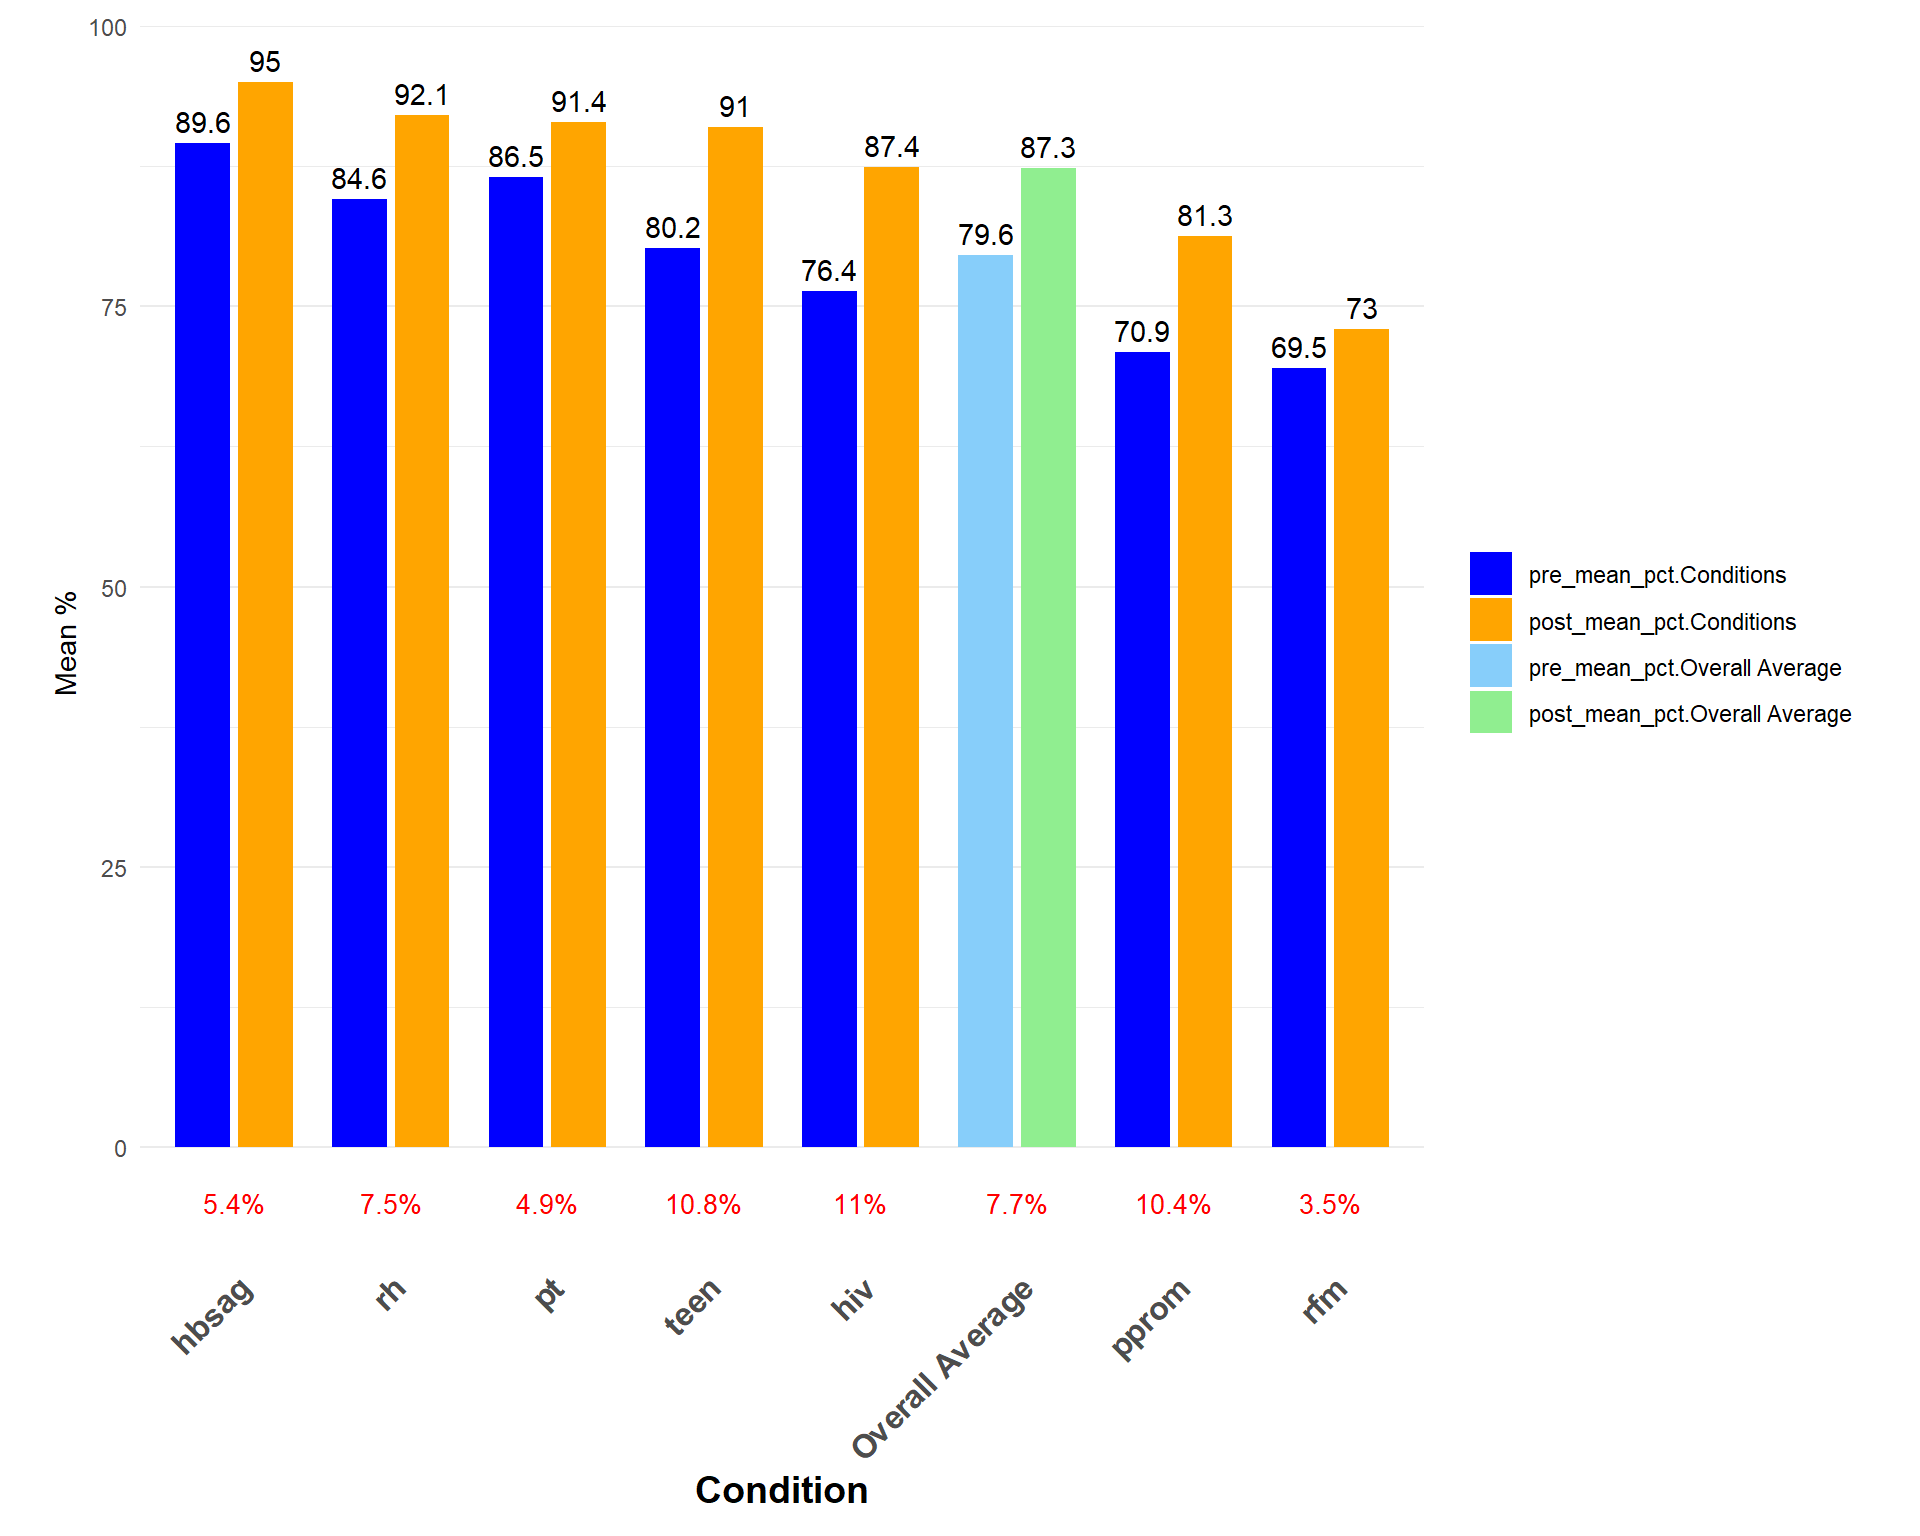 100
75
50
25
0
Mean %
89.6
95
84.6
92.1
86.5
91.4
80.2
91
76.4
87.4
79.6
87.3
70.9
81.3
69.5
73
5.4%
7.5%
4.9%
10.8%
11%
7.7%
10.4%
3.5%
hbsag
rh
pt
teen
hiv
Overall Average
pprom
rfm
Condition
pre_mean_pct.Conditions
post_mean_pct.Conditions
pre_mean_pct.Overall Average
post_mean_pct.Overall Average